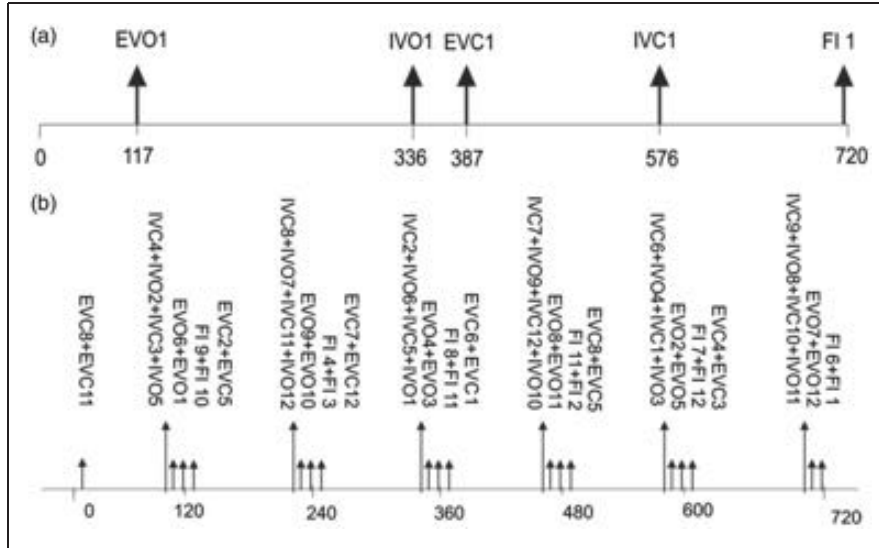 (a)
EVO1 IVO1 EVC1 IVC1 FI 1
0 117 336 387 576 720
(b)
EVC8+EVC11
IVC4+IVO2+IVC3+IVO5
EVO6+EVO1
FI 9+FI 10
EVC2+EVC5
IVC8+IVO7+IVC11+IVO12
EVO9+EVO10
FI 4+FI 3
EVC7+EVC12
IVC2+IVO6+IVC5+IVO1
EVO4+EVO3
FI 8+FI 11
EVC6+EVC1
IVC7+IVO9+IVC12+IVO10
EVO8+EVO11
FI 11+FI 2
EVC8+EVC5
IVC6+IVO4+IVC1+IVO3
EVO2+EVO5
FI 7+FI 12
EVC4+EVC3
IVC9+IVO8+IVC10+IVO11
EVO7+EVO12
FI 6+FI 1
0 120 240 360 480 600 720